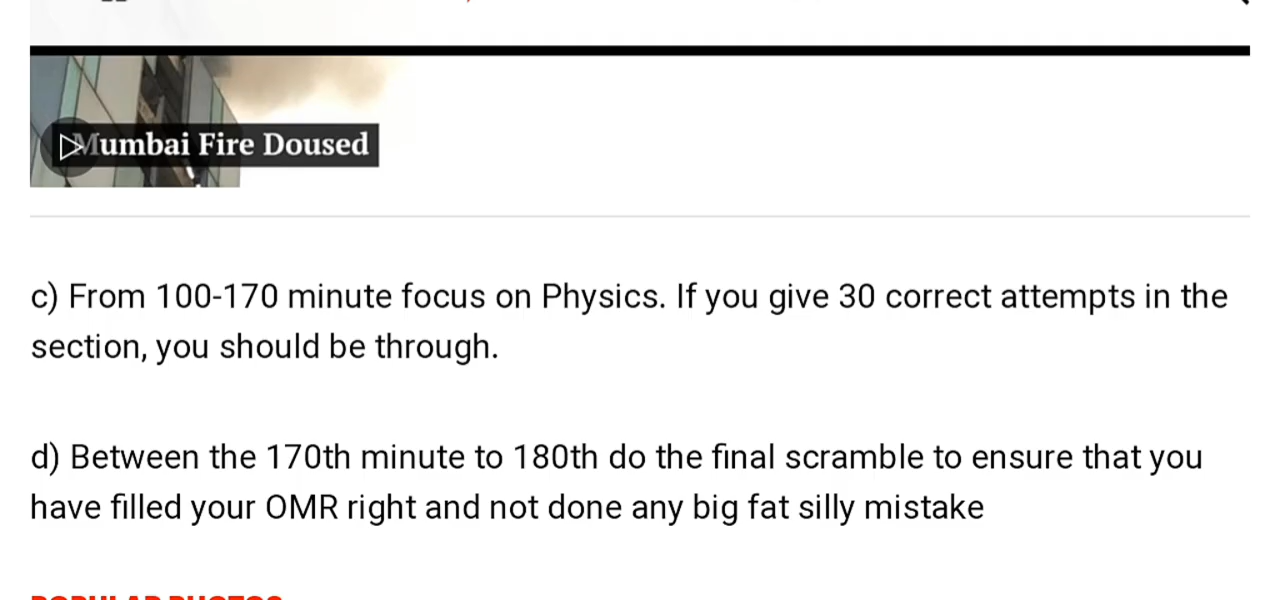 Mumbai Fire Doused
c) From 100-170 minute focus on Physics. If you give 30 correct attempts in the
section, you should be through.
d) Between the 170th minute to 180th do the final scramble to ensure that you
have filled your OMR right and not done any big fat silly mistake
POPULAR PHOTOS